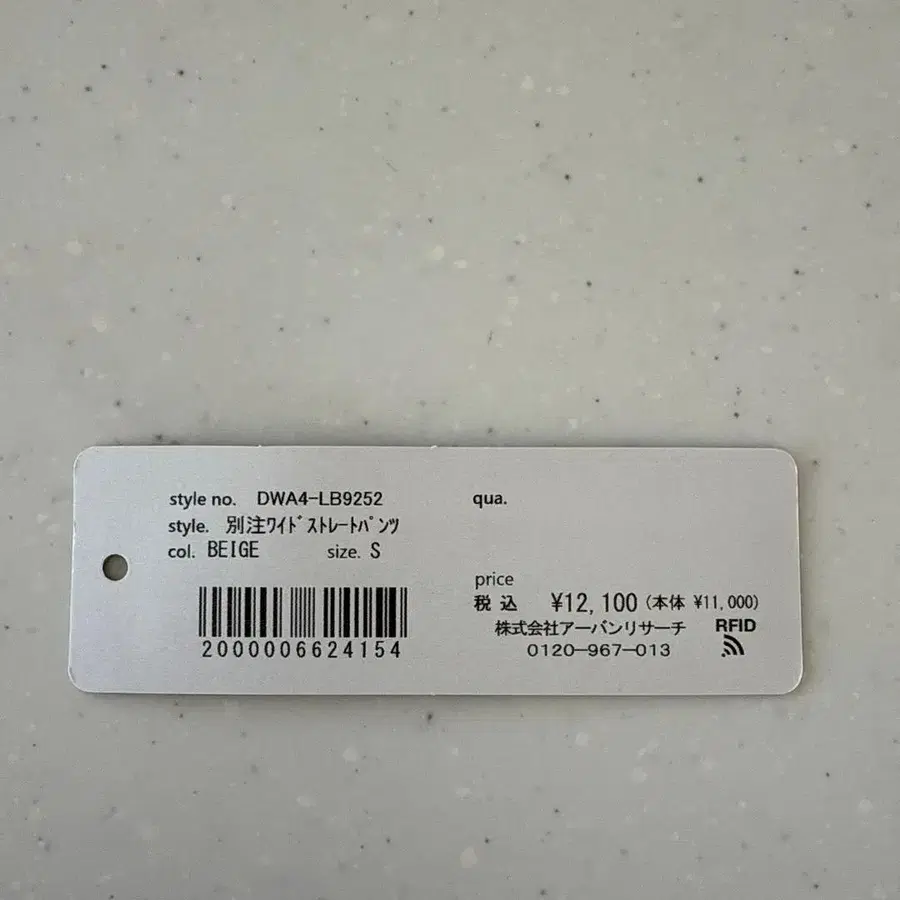 style no. DWA4-LB9252
style. 別注ﾜｲﾄﾞｽﾄﾚｰﾄﾊﾟﾝﾂ
col. BEIGE size. S
2000006624154
qua.
price
税込 ¥12,100 (本体 ¥11,000)
株式会社アーバンリサーチ
0120-967-013
RFID